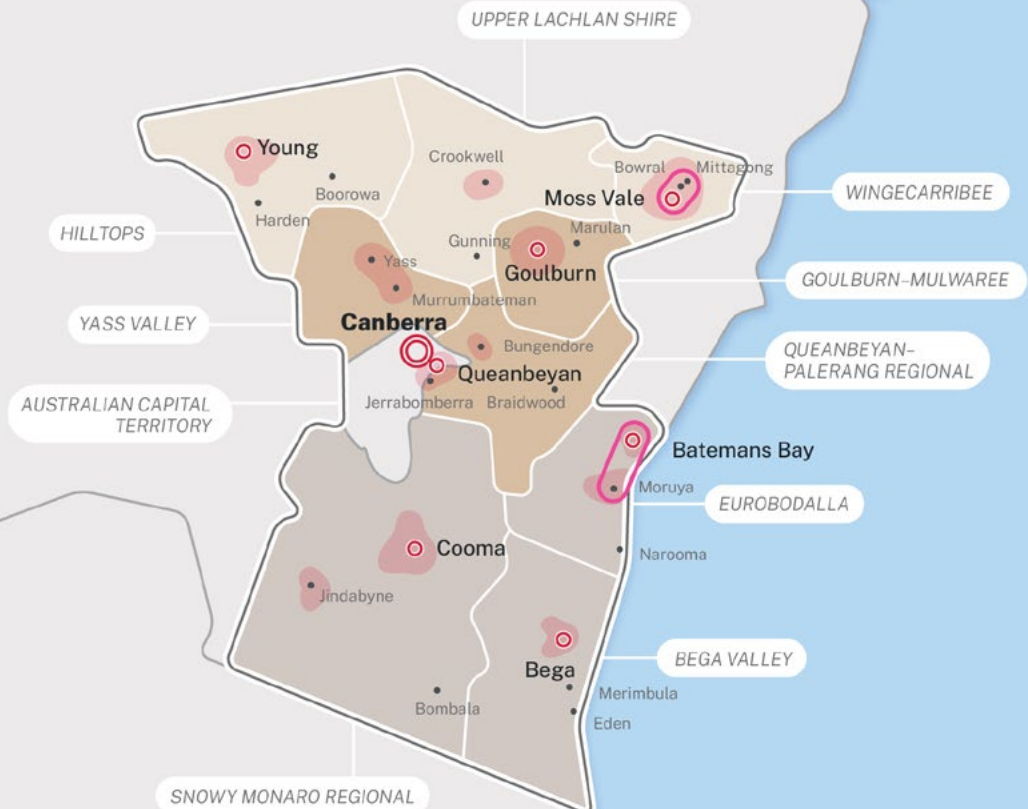 UPPER LACHLAN SHIRE
Young
Crookwell
Bowral
Mittagong
Boorowa
Moss Vale
WINGECARRIBEE
Harden
HILLTOPS
Gunning
Marulan
Yass
Goulburn
GOULBURN–MULWAREE
Murrumbateman
YASS VALLEY
Canberra
Bungendore
QUEANBEYAN–
PALERANG REGIONAL
Queanbeyan
AUSTRALIAN CAPITAL
TERRITORY
Jerrabomberra
Braidwood
Batemans Bay
Moruya
EUROBODALLA
Cooma
Narooma
Jindabyne
Bega
BEGA VALLEY
Merimbula
Bombala
Eden
SNOWY MONARO REGIONAL